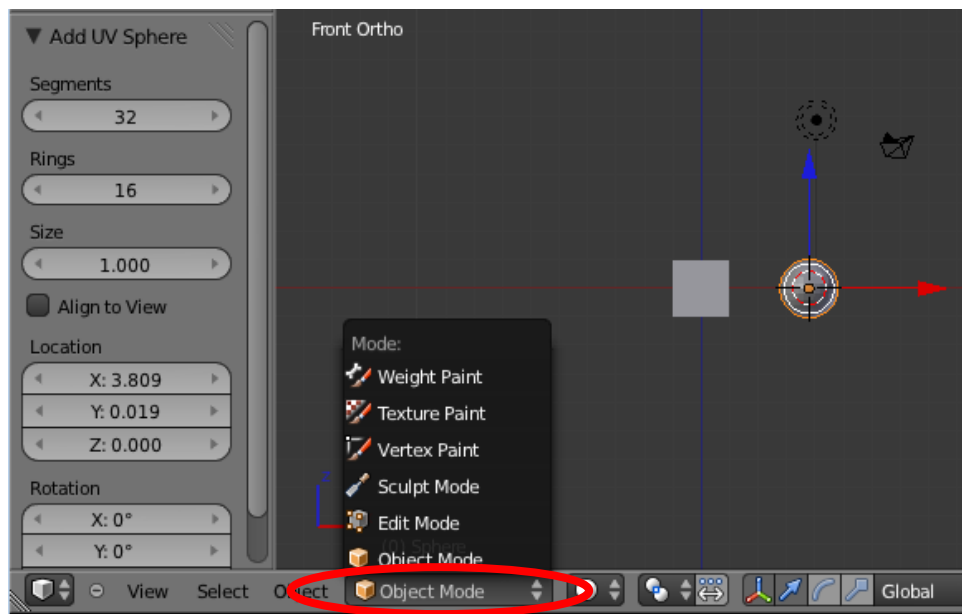 Add UV Sphere
Segments
32
Rings
16
Size
1.000
Align to View
Location
X: 3.809
Y: 0.019
Z: 0.000
Rotation
X: 0°
Y: 0°
Front Ortho
Mode:
Weight Paint
Texture Paint
Vertex Paint
Sculpt Mode
Edit Mode
(0) Sphere
Object Mode
z
View Select Object Object Mode Global